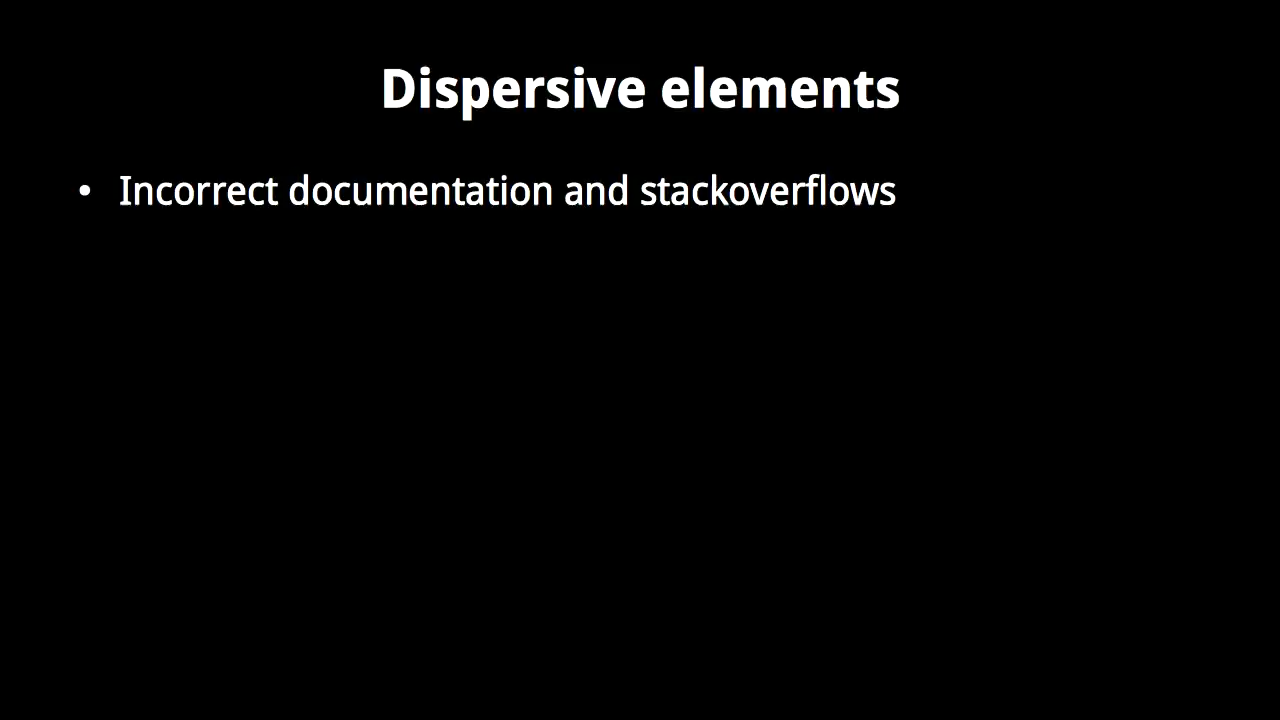 Dispersive elements
• Incorrect documentation and stackoverflows